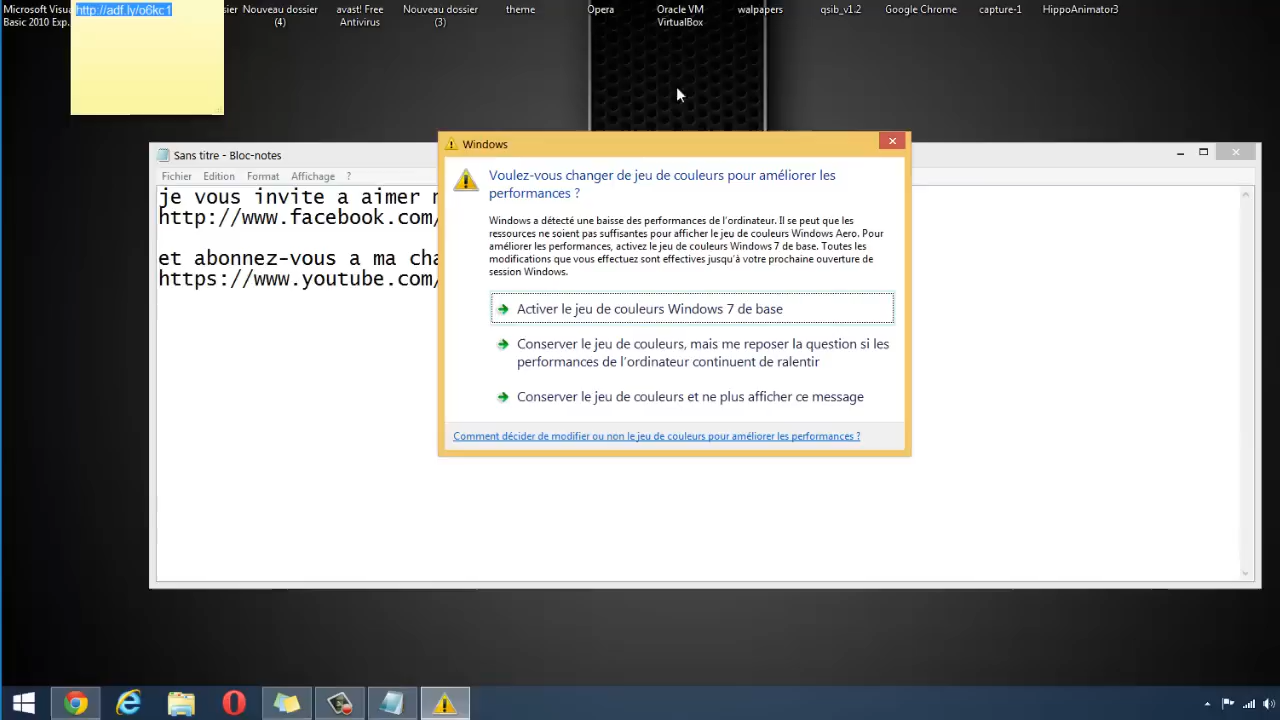 http://adf.ly/o6kc1
Microsoft Visua
Basic 2010 Exp.
sier
Nouveau dossier
(4)
avast! Free
Antivirus
Nouveau dossier
(3)
theme
Opera
Oracle VM
VirtualBox
walpapers
qsib_v1.2
Google Chrome
capture-1
HippoAnimator3
Sans titre - Bloc-notes
Fichier Edition Format Affichage ?
je vous invite a aimer
http://www.facebook.com/
et abonnez-vous a ma cha
https://www.youtube.com/
Windows
Voulez-vous changer de jeu de couleurs pour améliorer les
performances ?
Windows a détecté une baisse des performances de l'ordinateur. Il se peut que les
ressources ne soient pas suffisantes pour afficher le jeu de couleurs Windows Aero. Pour
améliorer les performances, activez le jeu de couleurs Windows 7 de base. Toutes les
modifications que vous effectuez sont effectives jusqu'à votre prochaine ouverture de
session Windows.
Activer le jeu de couleurs Windows 7 de base
Conserver le jeu de couleurs, mais me reposer la question si les
performances de l'ordinateur continuent de ralentir
Conserver le jeu de couleurs et ne plus afficher ce message
Comment décider de modifier ou non le jeu de couleurs pour améliorer les performances ?